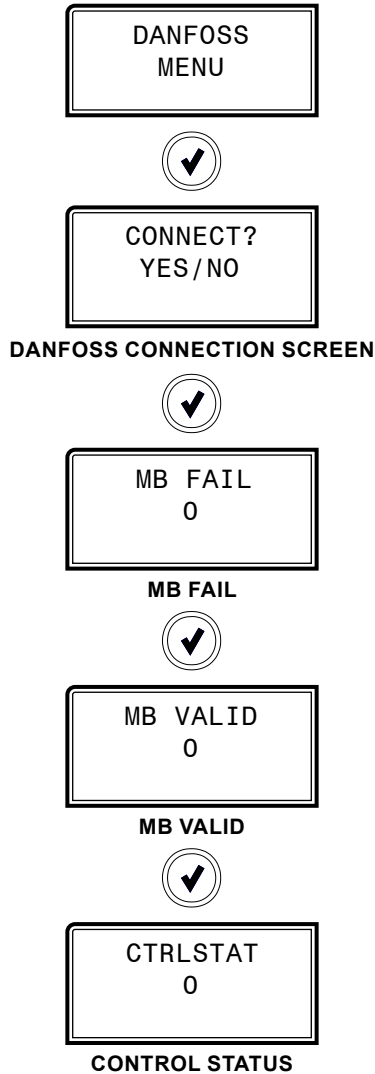 DANFOSS
MENU
CONNECT?
YES/NO
DANFOSS CONNECTION SCREEN
MB FAIL
0
MB FAIL
MB VALID
0
MB VALID
CTRLSTAT
0
CONTROL STATUS